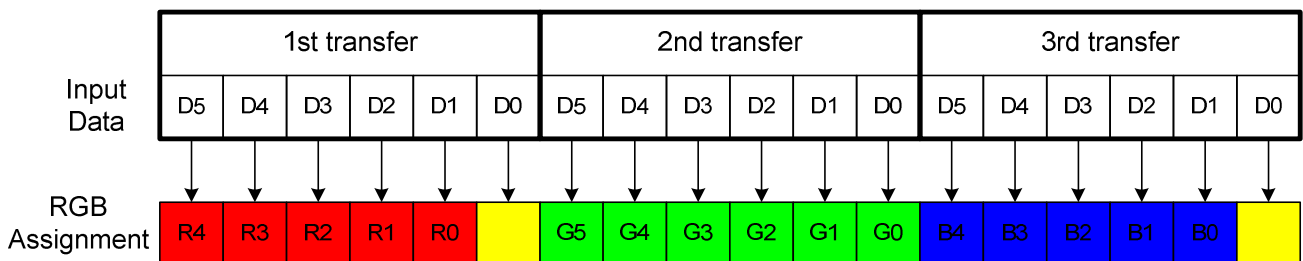 1st transfer 2nd transfer 3rd transfer
Input
Data
D5 D4 D3 D2 D1 D0 D5 D4 D3 D2 D1 D0 D5 D4 D3 D2 D1 D0
RGB
Assignment
R4 R3 R2 R1 R0 G5 G4 G3 G2 G1 G0 B4 B3 B2 B1 B0